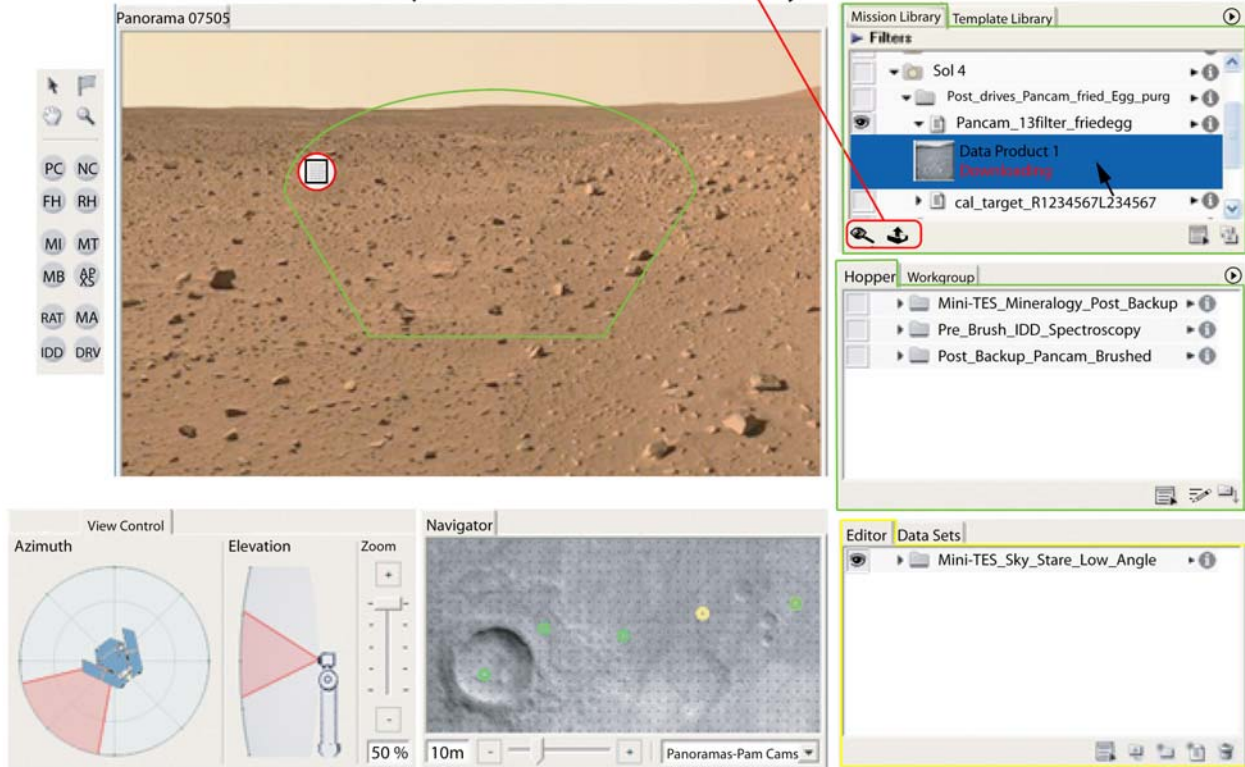 Panorama 07505
PC NC
FH RH
MI MT
MB APXS
RAT MA
IDD DRV
Mission Library Template Library
Filters
Sol 4
Post_drives_Pancam_fried_Egg_purg
Pancam_13filter_friedegg
Data Product 1
Downloading
cal_target_R1234567L234567
Hopper Workgroup
Mini-TES_Mineralogy_Post_Backup
Pre_Brush_IDD_Spectroscopy
Post_Backup_Pancam_Brushed
View Control
Azimuth Elevation Zoom
+
-
50 %
Navigator
10m - + Panoramas-Pam Cams
Editor Data Sets
Mini-TES_Sky_Stare_Low_Angle